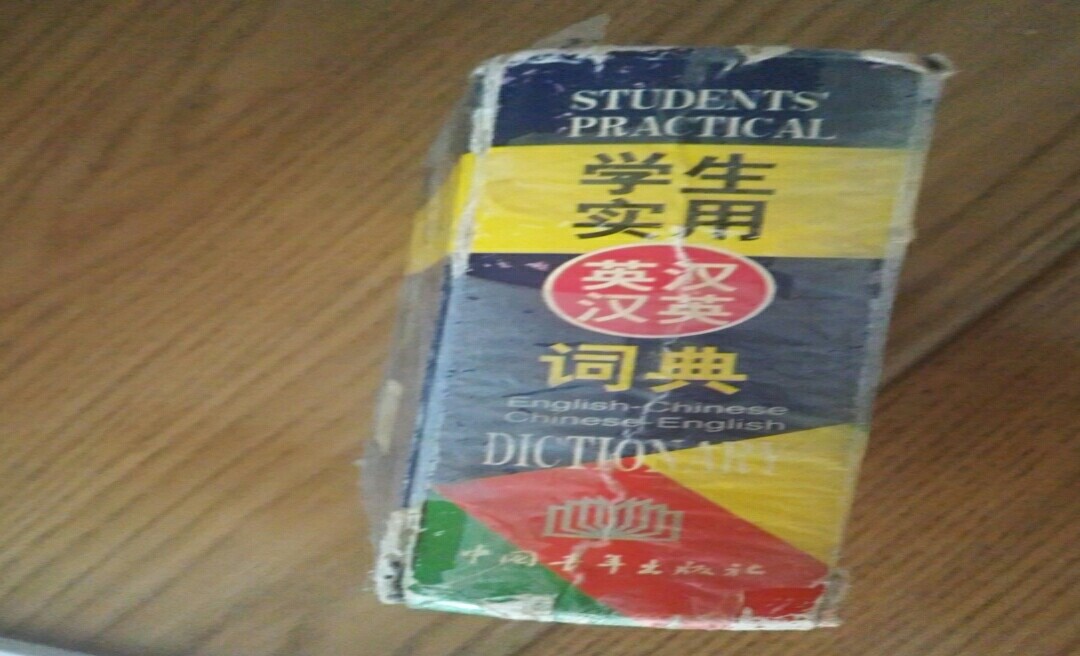 STUDENTS'
PRACTICAL
学生
实用
英汉
汉英
词典
English-Chinese
Chinese-English
DICTIONARY
中国青年出版社